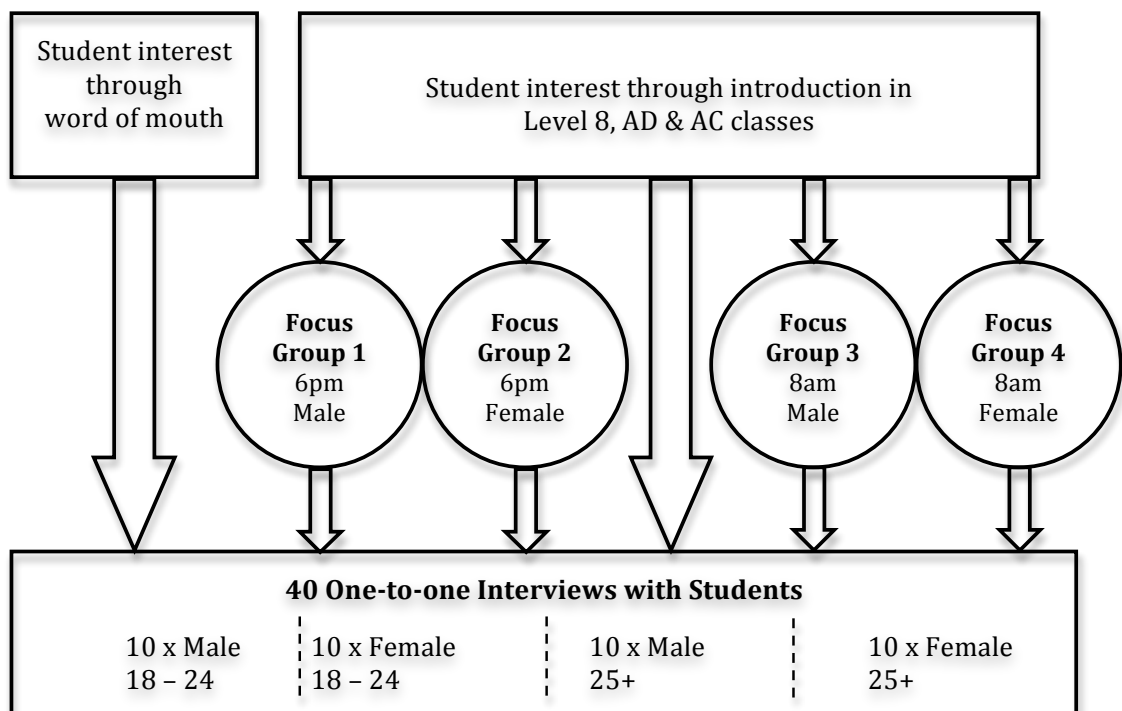 Student interest
through
word of mouth
Student interest through introduction in
Level 8, AD & AC classes
Focus
Group 1
6pm
Male
Focus
Group 2
6pm
Female
Focus
Group 3
8am
Male
Focus
Group 4
8am
Female
40 One-to-one Interviews with Students
10 x Male
18 – 24
10 x Female
18 – 24
10 x Male
25+
10 x Female
25+